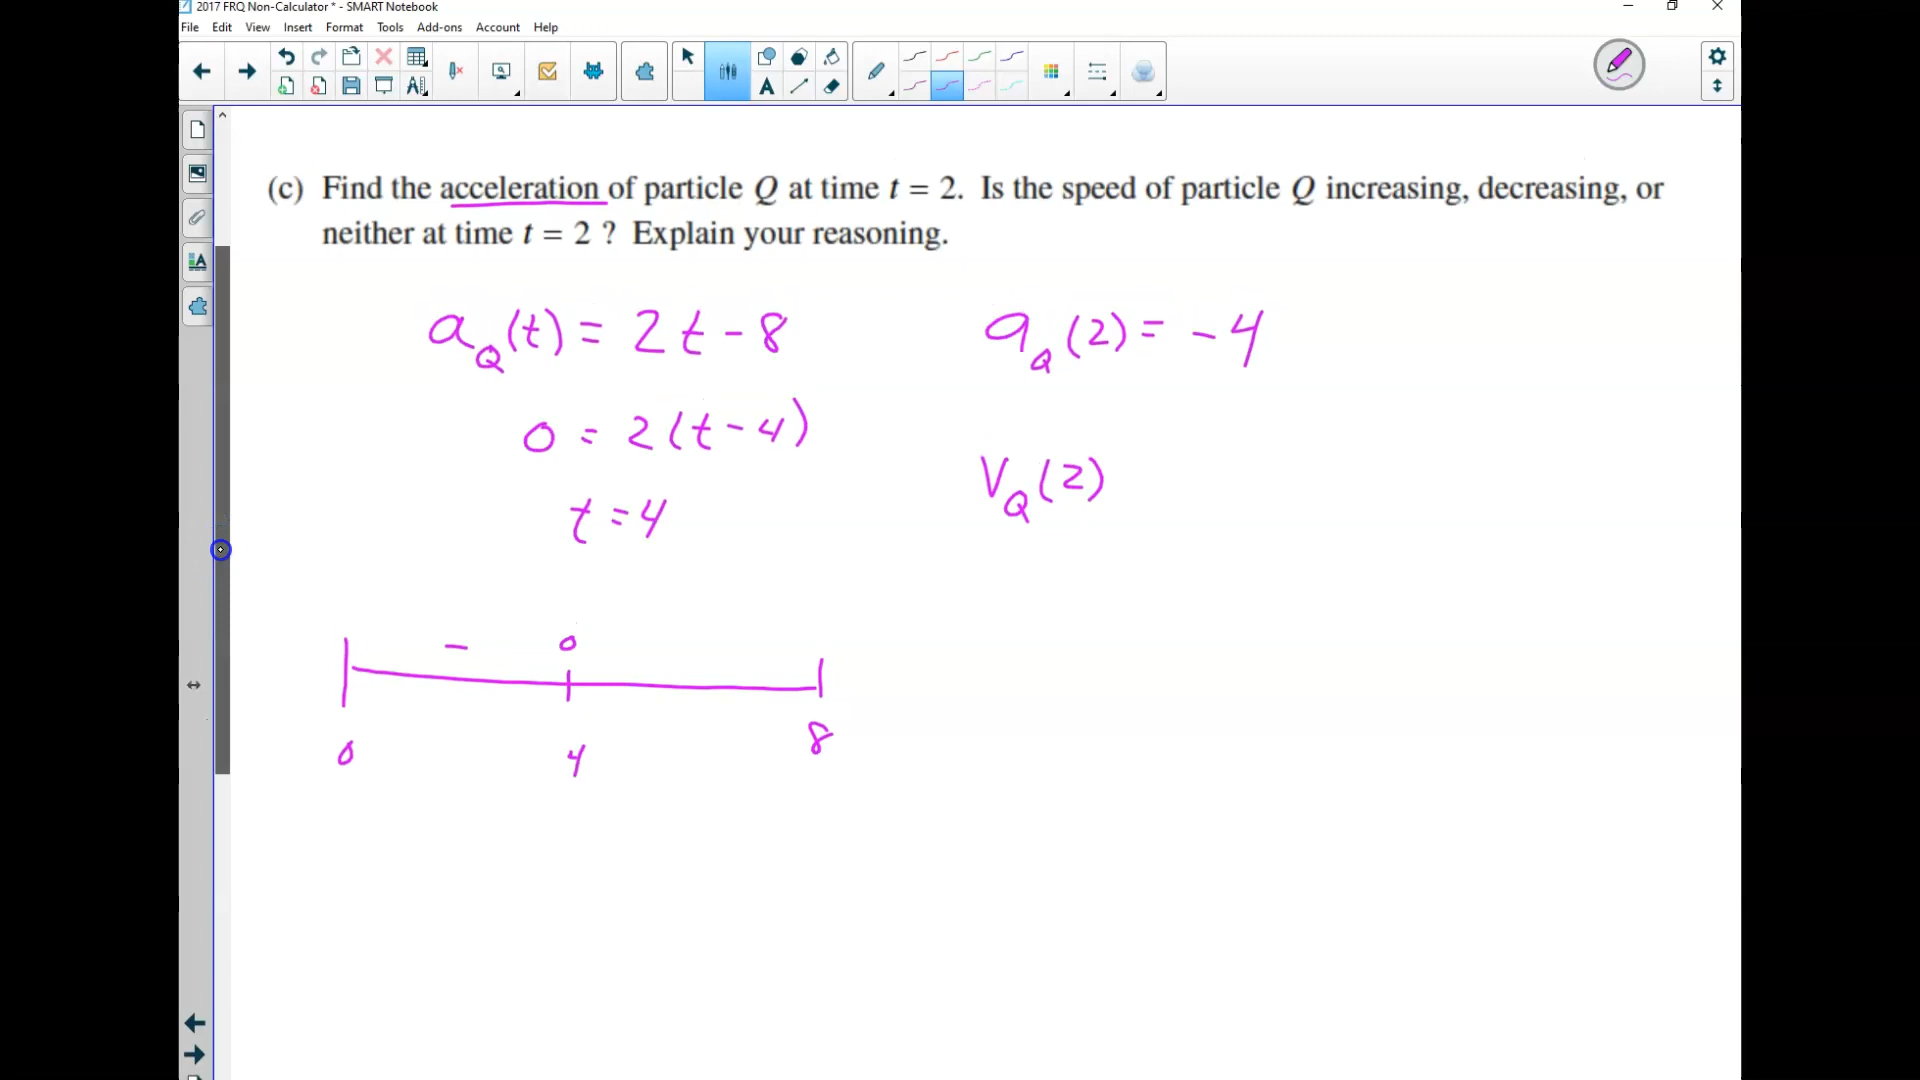 2017 FRQ Non-Calculator * - SMART Notebook
File Edit View Insert Format Tools Add-ons Account Help
(c) Find the acceleration of particle Q at time t = 2. Is the speed of particle Q increasing, decreasing, or
neither at time t = 2 ? Explain your reasoning.
a_Q(t) = 2t - 8
a_Q(2) = -4
0 = 2(t - 4)
V_Q(2)
t = 4
- 0
0 4 8